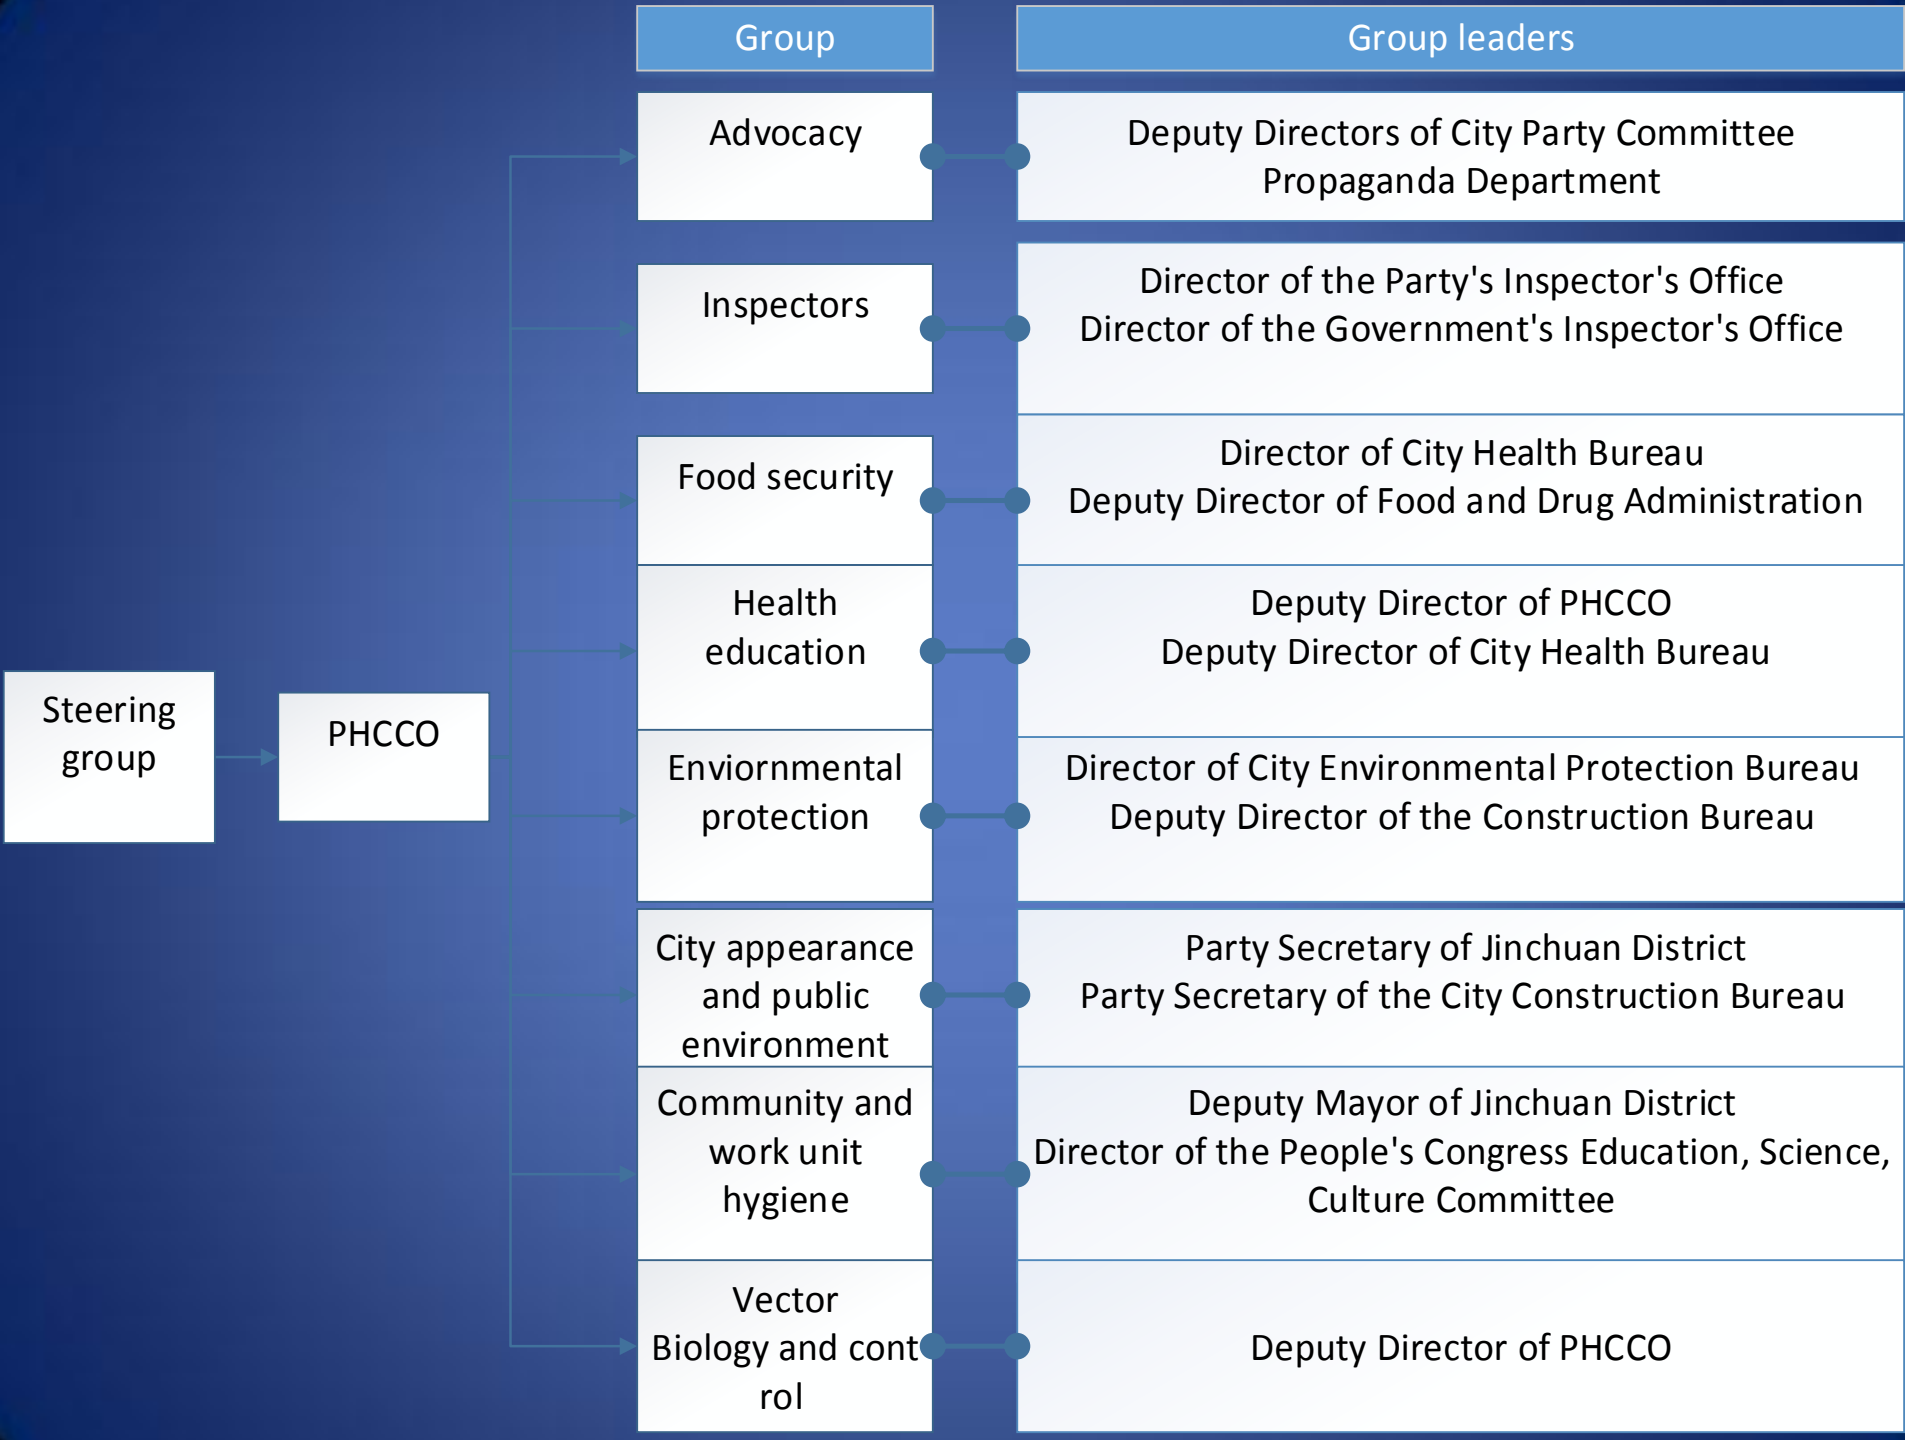 Group
Group leaders
Advocacy
Deputy Directors of City Party Committee
Propaganda Department
Inspectors
Director of the Party's Inspector's Office
Director of the Government's Inspector's Office
Food security
Director of City Health Bureau
Deputy Director of Food and Drug Administration
Health
education
Deputy Director of PHCCO
Deputy Director of City Health Bureau
Steering
group
PHCCO
Enviornmental
protection
Director of City Environmental Protection Bureau
Deputy Director of the Construction Bureau
City appearance
and public
environment
Party Secretary of Jinchuan District
Party Secretary of the City Construction Bureau
Community and
work unit
hygiene
Deputy Mayor of Jinchuan District
Director of the People's Congress Education, Science,
Culture Committee
Vector
Biology and cont
rol
Deputy Director of PHCCO